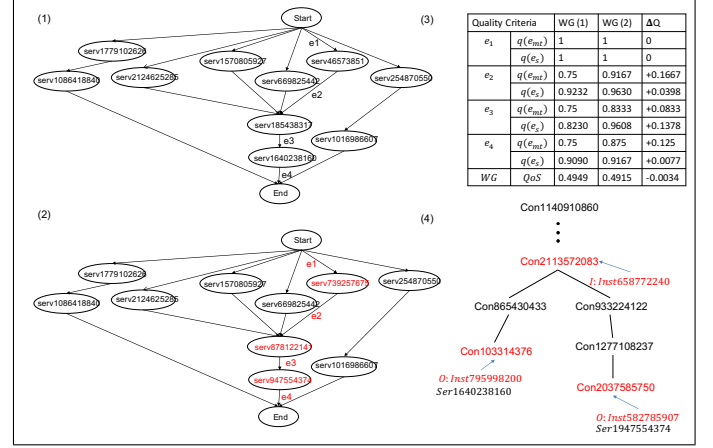 (1)
Start
e1
serv1779102626
serv1570805927
serv46573851
serv1086418840
serv2124625285
serv669825442
serv254870550
e2
serv185438317
e3
serv1016986607
serv1640238160
e4
End
(2)
Start
e1
serv1779102626
serv1570805927
serv739257675
serv254870550
serv1086418840
serv2124625285
serv669825442
e2
serv878122141
e3
serv1016986607
serv947554374
e4
End
(3)
Quality Criteria WG (1) WG (2) ΔQ
e₁ q(eₘₜ) 1 1 0
q(eₛ) 1 1 0
e₂ q(eₘₜ) 0.75 0.9167 +0.1667
q(eₛ) 0.9232 0.9630 +0.0398
e₃ q(eₘₜ) 0.75 0.8333 +0.0833
q(eₛ) 0.8230 0.9608 +0.1378
e₄ q(eₘₜ) 0.75 0.875 +0.125
q(eₛ) 0.9090 0.9167 +0.0077
WG QoS 0.4949 0.4915 -0.0034
(4)
Con1140910860
Con2113572083
I: Inst658772240
Con865430433
Con933224122
Con1277108237
Con103314376
O: Inst795998200
Ser1640238160
Con2037585750
O: Inst582785907
Ser1947554374